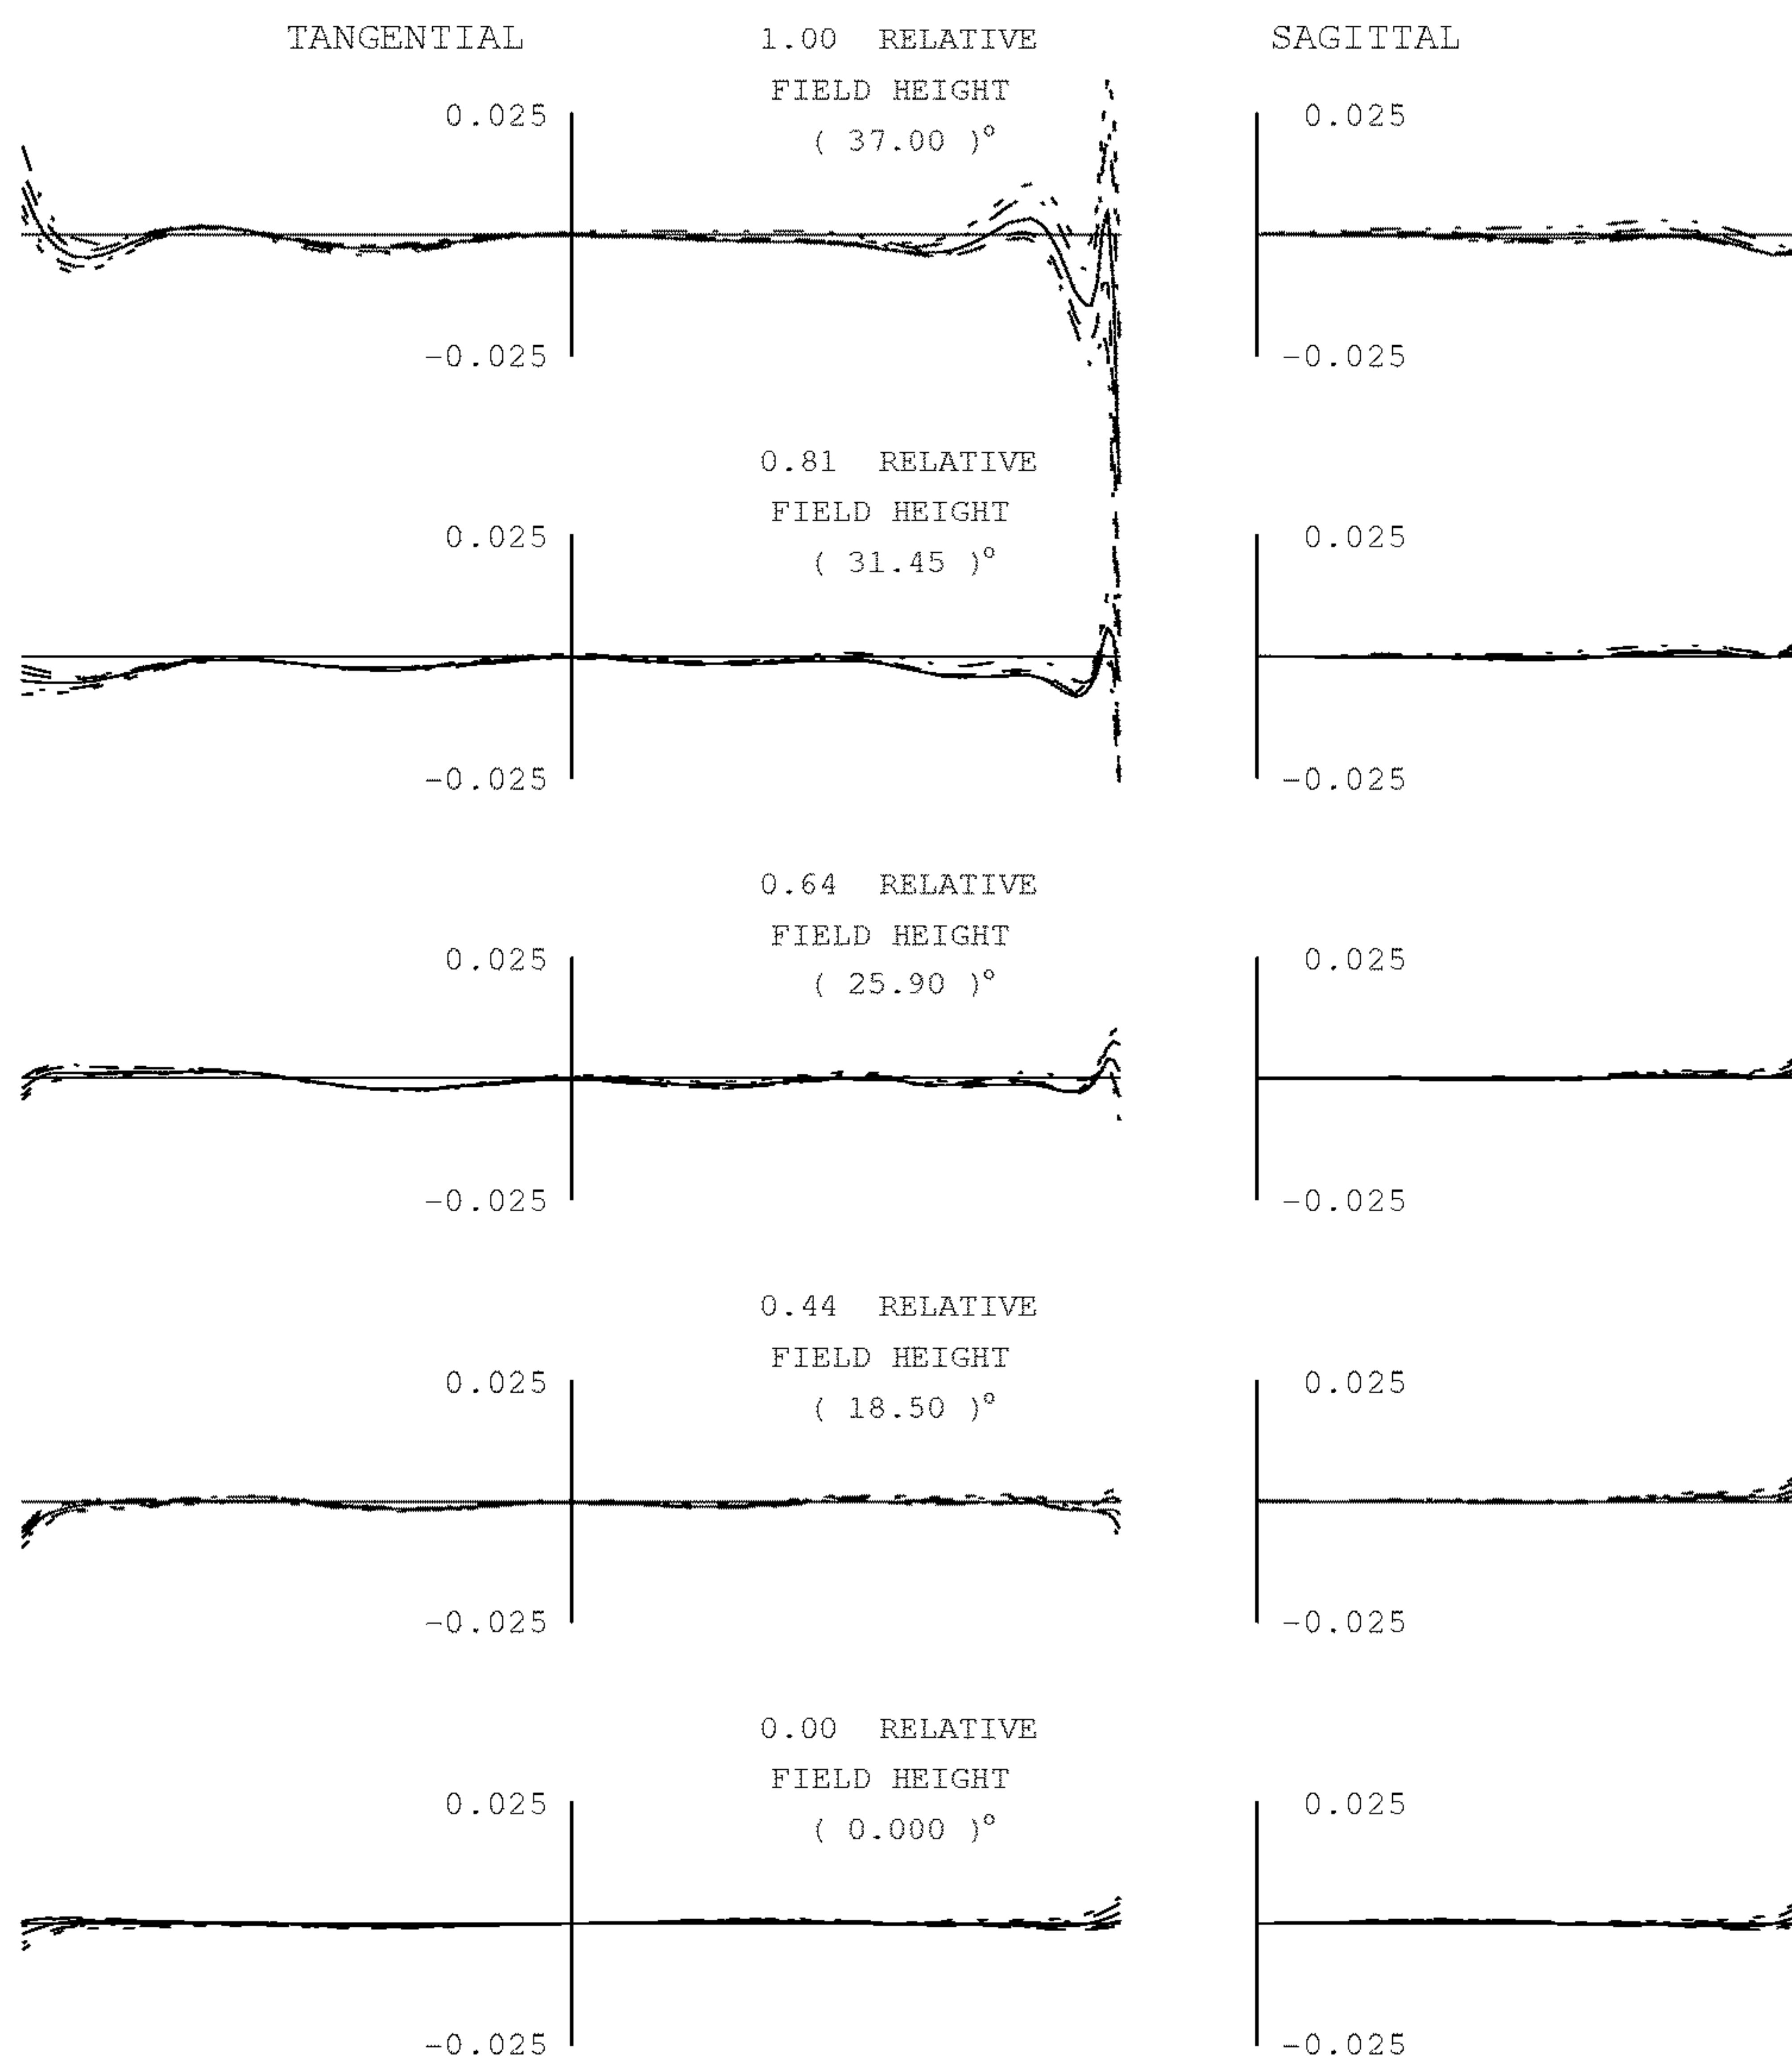 TANGENTIAL
1.00 RELATIVE
SAGITTAL
FIELD HEIGHT
0.025
( 37.00 )°
0.025
-0.025
-0.025
0.81 RELATIVE
FIELD HEIGHT
0.025
( 31.45 )°
0.025
-0.025
-0.025
0.64 RELATIVE
FIELD HEIGHT
0.025
( 25.90 )°
0.025
-0.025
-0.025
0.44 RELATIVE
FIELD HEIGHT
0.025
( 18.50 )°
0.025
-0.025
-0.025
0.00 RELATIVE
FIELD HEIGHT
0.025
( 0.000 )°
0.025
-0.025
-0.025